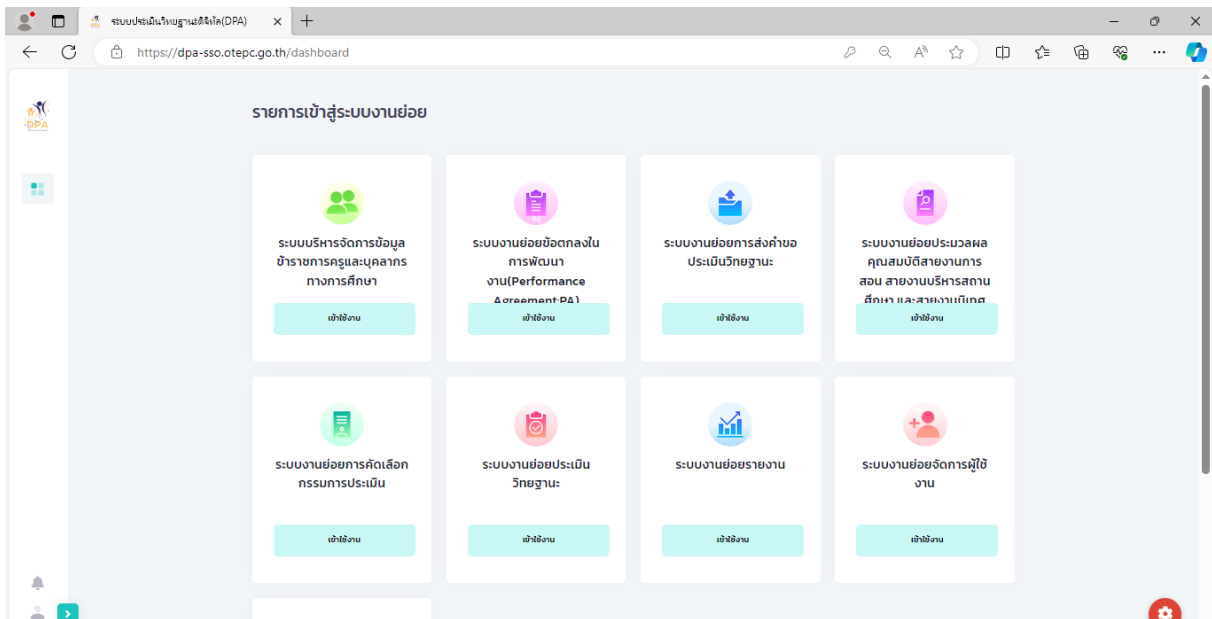 ระบบประเมินวิทยฐานะดิจิทัล(DPA)
https://dpa-sso.otepc.go.th/dashboard
DPA
รายการเข้าสู่ระบบงานย่อย
ระบบบริหารจัดการข้อมูล
ข้าราชการครูและบุคลากร
ทางการศึกษา
เข้าใช้งาน
ระบบงานย่อยข้อตกลงใน
การพัฒนา
งาน(Performance
Agreement:PA)
เข้าใช้งาน
ระบบงานย่อยการส่งคำขอ
ประเมินวิทยฐานะ
เข้าใช้งาน
ระบบงานย่อยประมวลผล
คุณสมบัติสายงานการ
สอน สายงานบริหารสถาน
ศึกษา และสายงานนิเทศ
เข้าใช้งาน
ระบบงานย่อยการคัดเลือก
กรรมการประเมิน
เข้าใช้งาน
ระบบงานย่อยประเมิน
วิทยฐานะ
เข้าใช้งาน
ระบบงานย่อยรายงาน
เข้าใช้งาน
ระบบงานย่อยจัดการผู้ใช้
งาน
เข้าใช้งาน